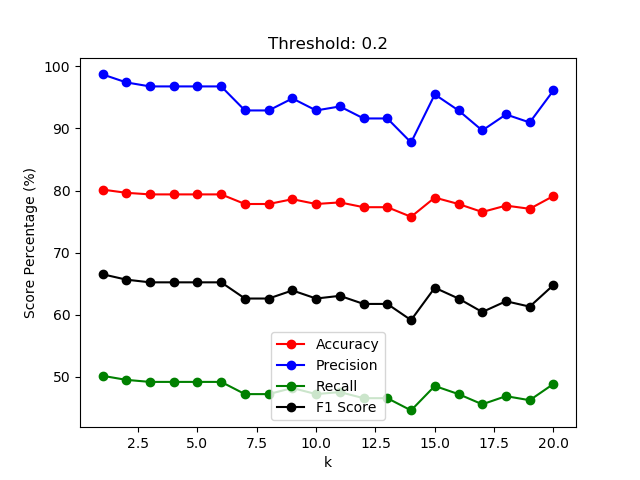 Threshold: 0.2
Score Percentage (%)
100
90
80
70
60
50
Accuracy
Precision
Recall
F1 Score
2.5 5.0 7.5 10.0 12.5 15.0 17.5 20.0
k